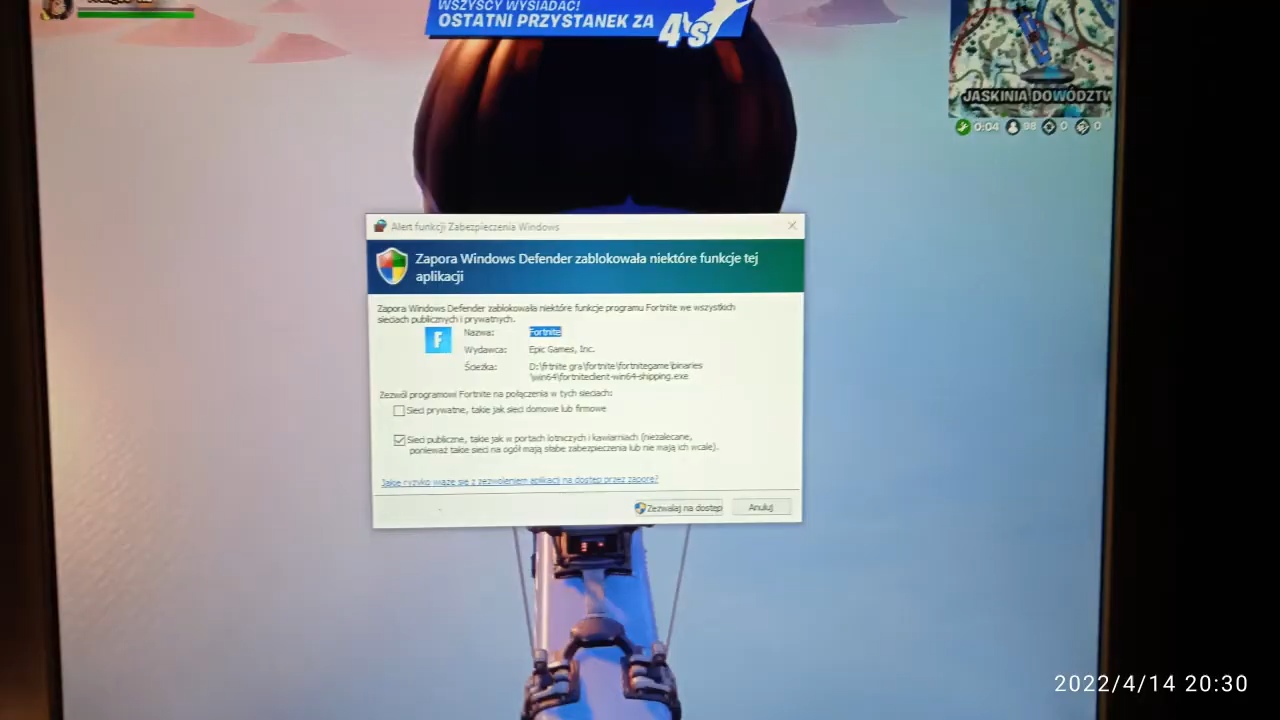 WSZYSCY WYSIADAĆ!
OSTATNI PRZYSTANEK ZA
4 s
JASKINIA DOWÓDZTW
0:04 98 0 0
Alert funkcji Zabezpieczenia Windows
Zapora Windows Defender zablokowała niektóre funkcje tej
aplikacji
Zapora Windows Defender zablokowała niektóre funkcje programu Fortnite we wszystkich
sieciach publicznych i prywatnych.
F
Nazwa: Fortnite
Wydawca: Epic Games, Inc.
Ścieżka: D:\frtnite gra\fortnite\fortnitegame\binaries
\win64\fortniteclient-win64-shipping.exe
Zezwól programowi Fortnite na połączenia w tych sieciach:
Sieci prywatne, takie jak sieci domowe lub firmowe
Sieci publiczne, takie jak w portach lotniczych i kawiarniach (niezalecane,
ponieważ takie sieci na ogół mają słabe zabezpieczenia lub nie mają ich wcale).
Jakie ryzyko wiąże się z zezwoleniem aplikacji na dostęp przez zaporę?
Zezwalaj na dostęp
Anuluj
2022/4/14 20:30